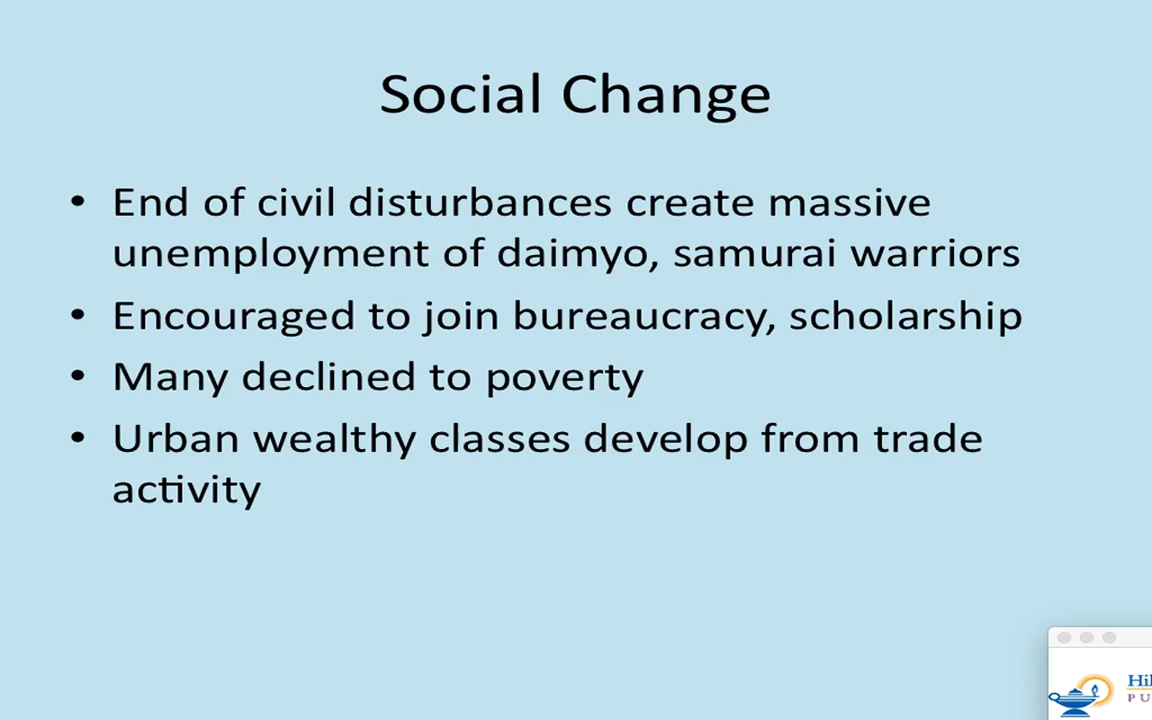 Social Change
• End of civil disturbances create massive
unemployment of daimyo, samurai warriors
• Encouraged to join bureaucracy, scholarship
• Many declined to poverty
• Urban wealthy classes develop from trade
activity